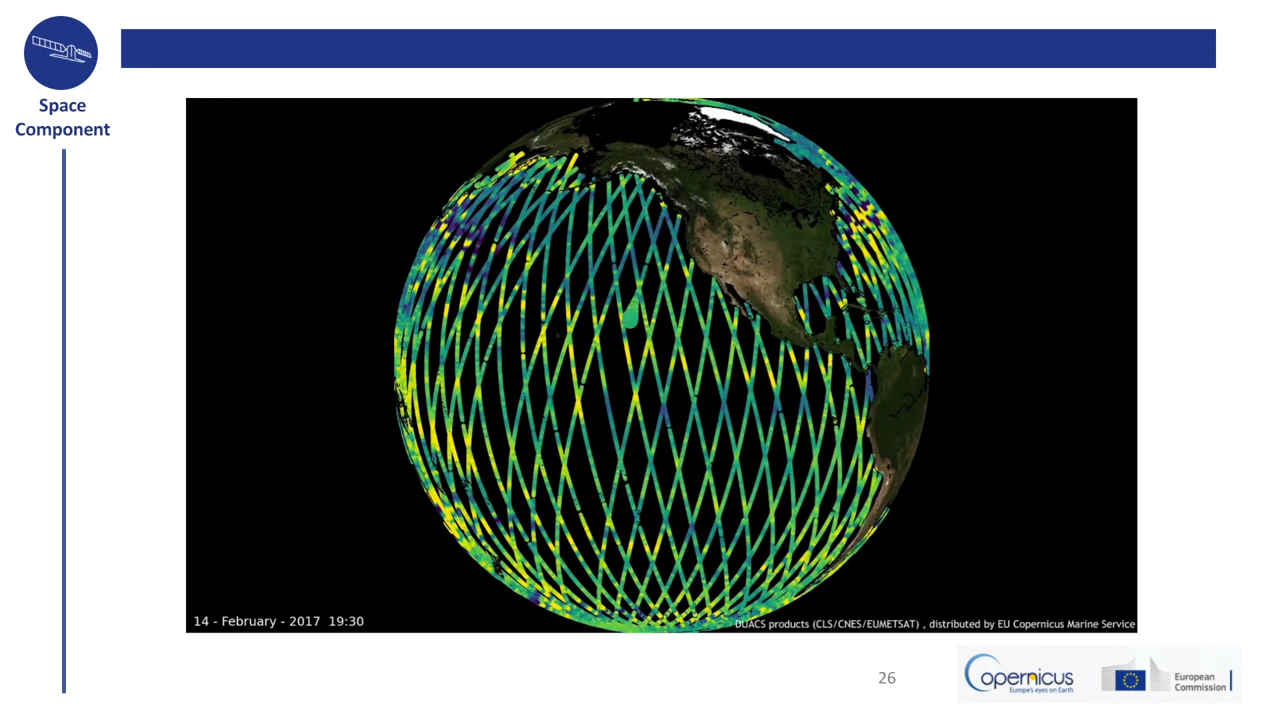 Space
Component
14 - February - 2017 19:30
DUACS products (CLS/CNES/EUMETSAT) , distributed by EU Copernicus Marine Service
26
opernicus
Europe's eyes on Earth
European
Commission